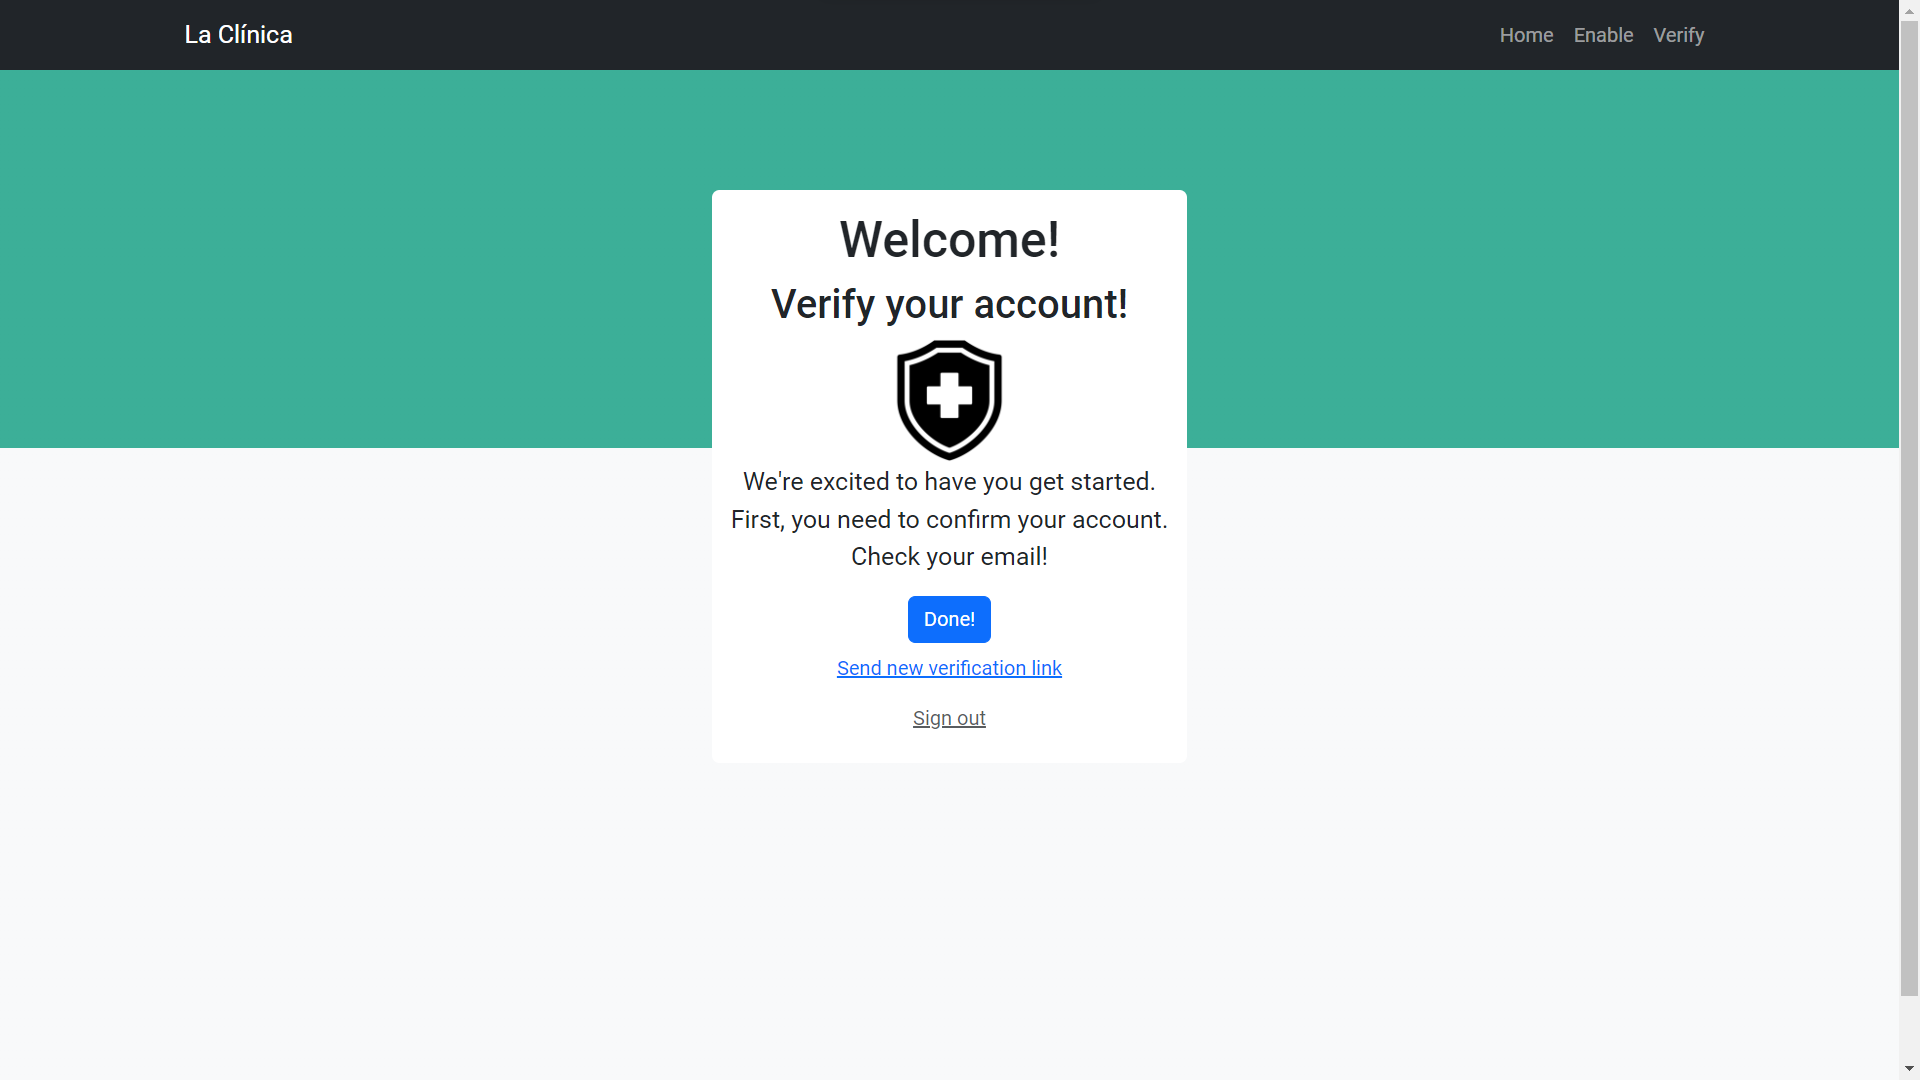 La Clínica
Home Enable Verify
Welcome!
Verify your account!
We're excited to have you get started.
First, you need to confirm your account.
Check your email!
Done!
Send new verification link
Sign out